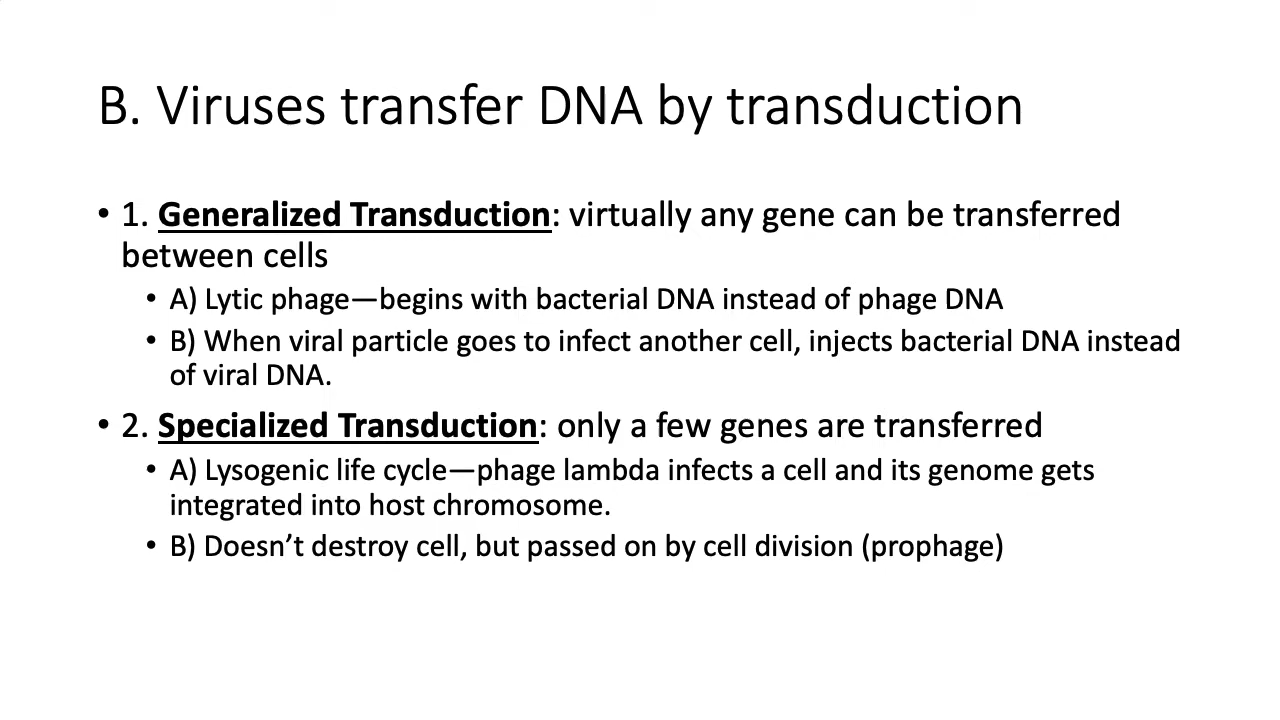 B. Viruses transfer DNA by transduction
• 1. Generalized Transduction: virtually any gene can be transferred
between cells
• A) Lytic phage—begins with bacterial DNA instead of phage DNA
• B) When viral particle goes to infect another cell, injects bacterial DNA instead
of viral DNA.
• 2. Specialized Transduction: only a few genes are transferred
• A) Lysogenic life cycle—phage lambda infects a cell and its genome gets
integrated into host chromosome.
• B) Doesn’t destroy cell, but passed on by cell division (prophage)